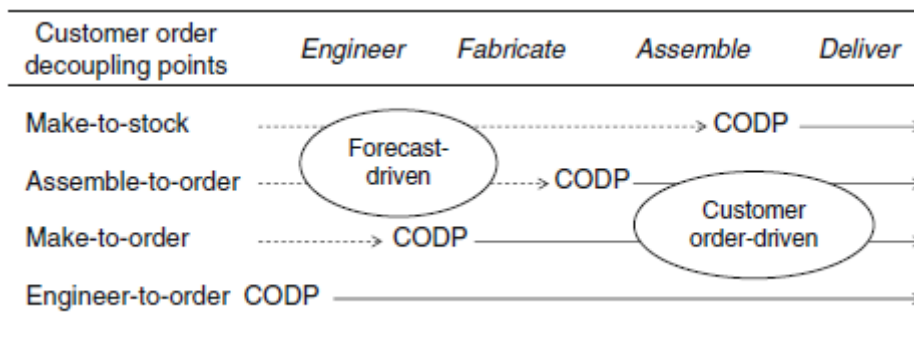 Customer order
decoupling points Engineer Fabricate Assemble Deliver
Make-to-stock CODP
Forecast-
driven
Assemble-to-order CODP
Customer
order-driven
Make-to-order CODP
Engineer-to-order CODP